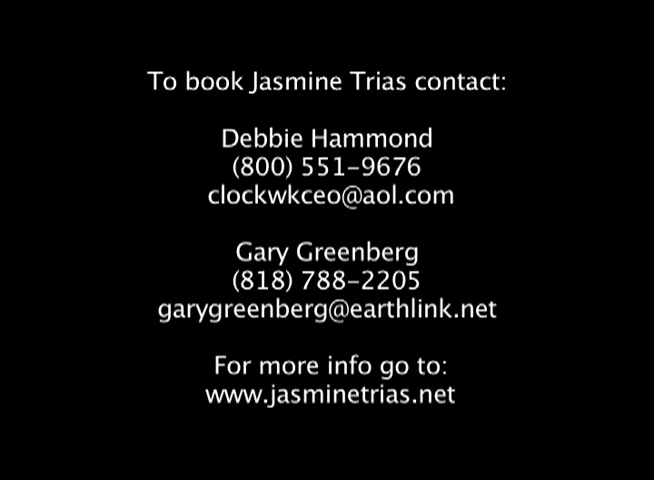 To book Jasmine Trias contact:
Debbie Hammond
(800) 551-9676
clockwkceo@aol.com
Gary Greenberg
(818) 788-2205
garygreenberg@earthlink.net
For more info go to:
www.jasminetrias.net